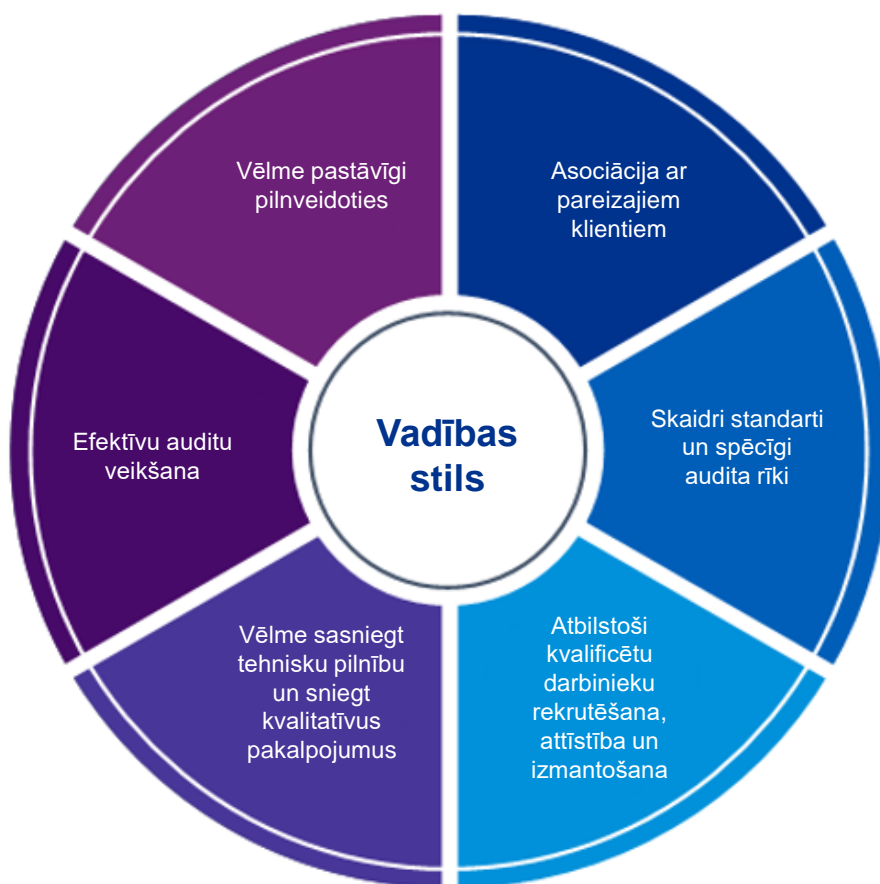 Vēlme pastāvīgi
pilnveidoties
Asociācija ar
pareizajiem
klientiem
Efektīvu auditu
veikšana
Vadības
stils
Skaidri standarti
un spēcīgi
audita rīki
Vēlme sasniegt
tehnisku pilnību
un sniegt
kvalitatīvus
pakalpojumus
Atbilstoši
kvalificētu
darbinieku
rekrutēšana,
attīstība un
izmantošana